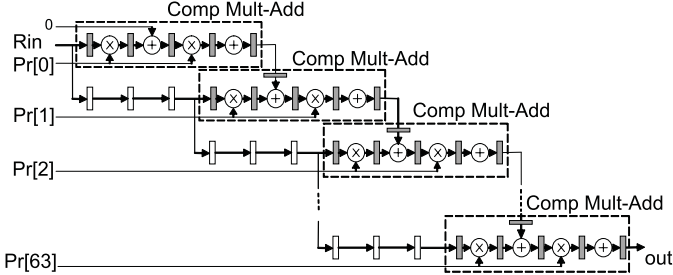 Comp Mult-Add
0
Rin
Pr[0]
Comp Mult-Add
Pr[1]
Comp Mult-Add
Pr[2]
Comp Mult-Add
Pr[63]
out